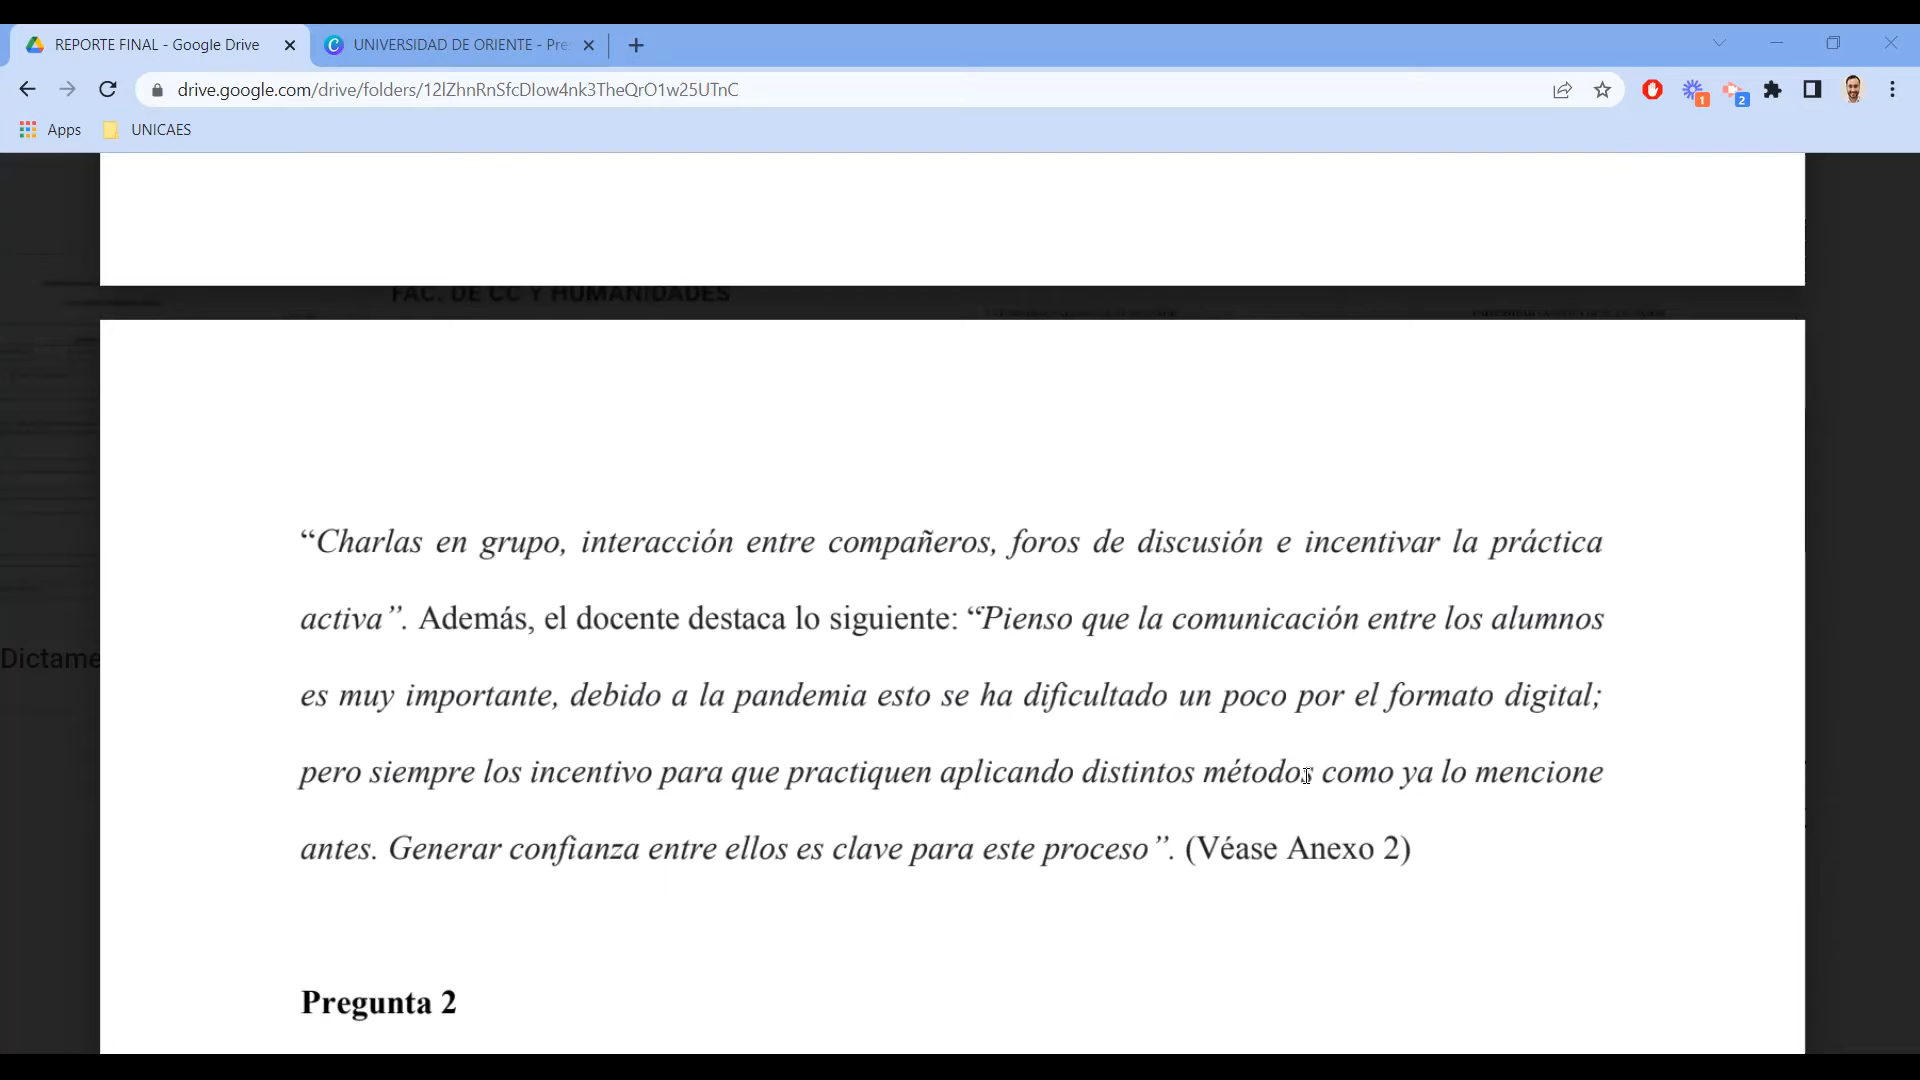 REPORTE FINAL - Google Drive
UNIVERSIDAD DE ORIENTE - Pre
drive.google.com/drive/folders/12lZhnRnSfcDIow4nk3TheQrO1w25UTnC
1
2
Apps
UNICAES
FAC. DE CC Y HUMANIDADES
“Charlas en grupo, interacción entre compañeros, foros de discusión e incentivar la práctica
activa”. Además, el docente destaca lo siguiente: “Pienso que la comunicación entre los alumnos
Dictame
es muy importante, debido a la pandemia esto se ha dificultado un poco por el formato digital;
pero siempre los incentivo para que practiquen aplicando distintos métodos como ya lo mencione
antes. Generar confianza entre ellos es clave para este proceso”. (Véase Anexo 2)
Pregunta 2